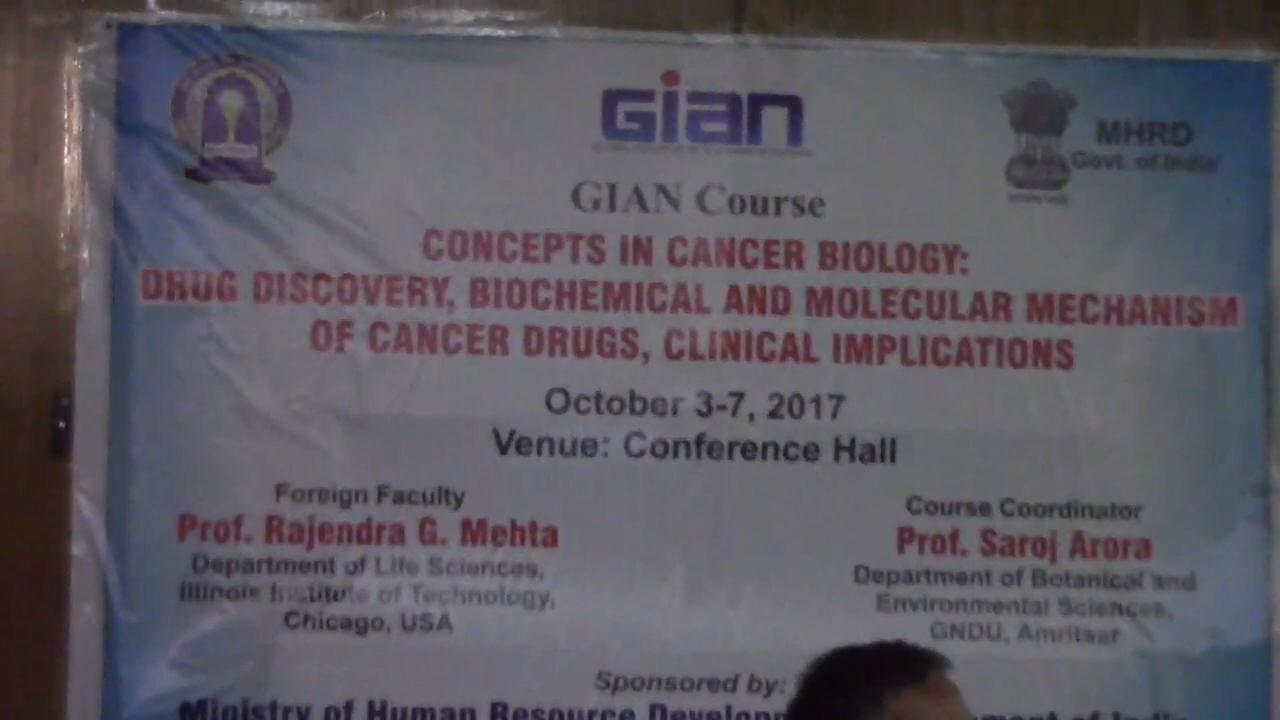 Gian
MHRD
Govt. of India
GIAN Course
CONCEPTS IN CANCER BIOLOGY:
DRUG DISCOVERY, BIOCHEMICAL AND MOLECULAR MECHANISM
OF CANCER DRUGS, CLINICAL IMPLICATIONS
October 3-7, 2017
Venue: Conference Hall
Foreign Faculty
Prof. Rajendra G. Mehta
Department of Life Sciences,
Illinois Institute of Technology,
Chicago, USA
Course Coordinator
Prof. Saroj Arora
Department of Botanical and
Environmental Sciences,
GNDU, Amritsar
Sponsored by:
Ministry of Human Resource of India